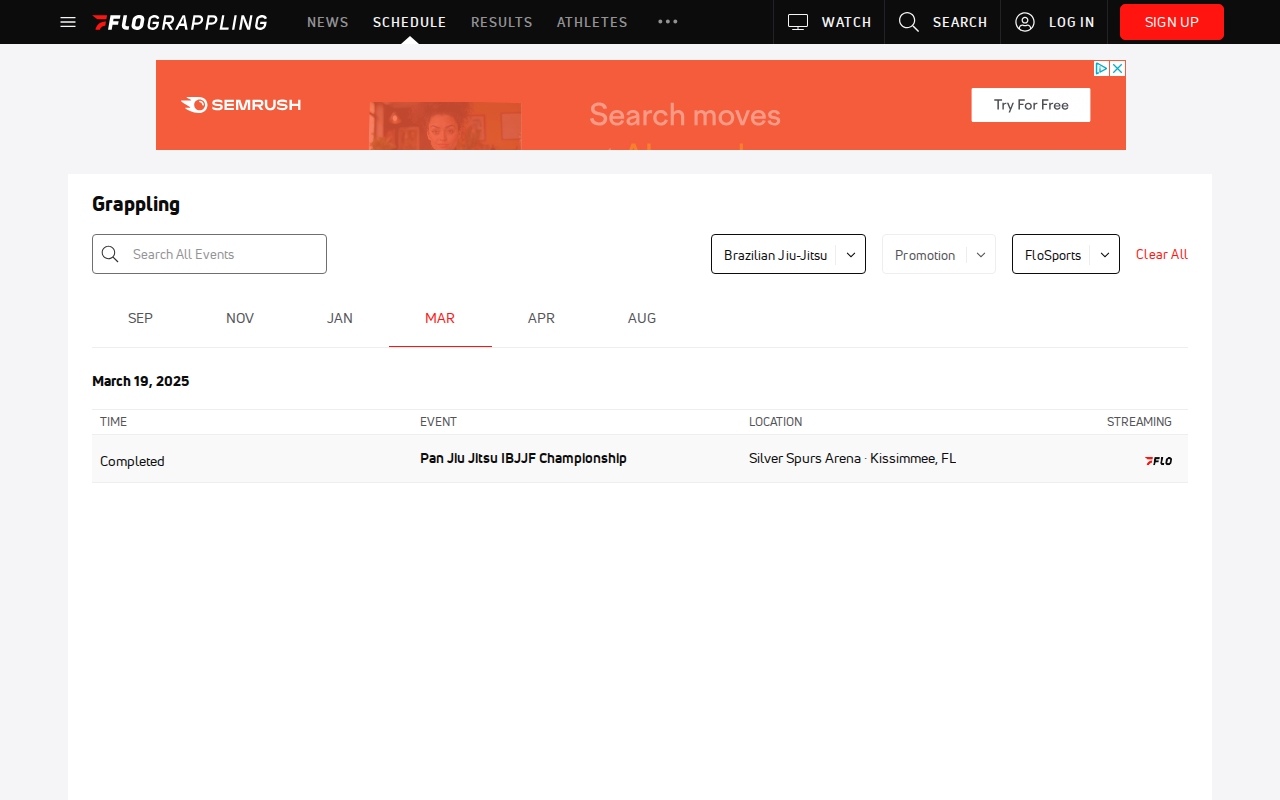 FLOGRAPPLING NEWS SCHEDULE RESULTS ATHLETES WATCH SEARCH LOG IN SIGN UP
SEMRUSH
Search moves
Try For Free
Grappling
Search All Events
Brazilian Jiu-Jitsu
Promotion
FloSports
Clear All
SEP NOV JAN MAR APR AUG
March 19, 2025
TIME EVENT LOCATION STREAMING
Completed Pan Jiu Jitsu IBJJF Championship Silver Spurs Arena · Kissimmee, FL FLO